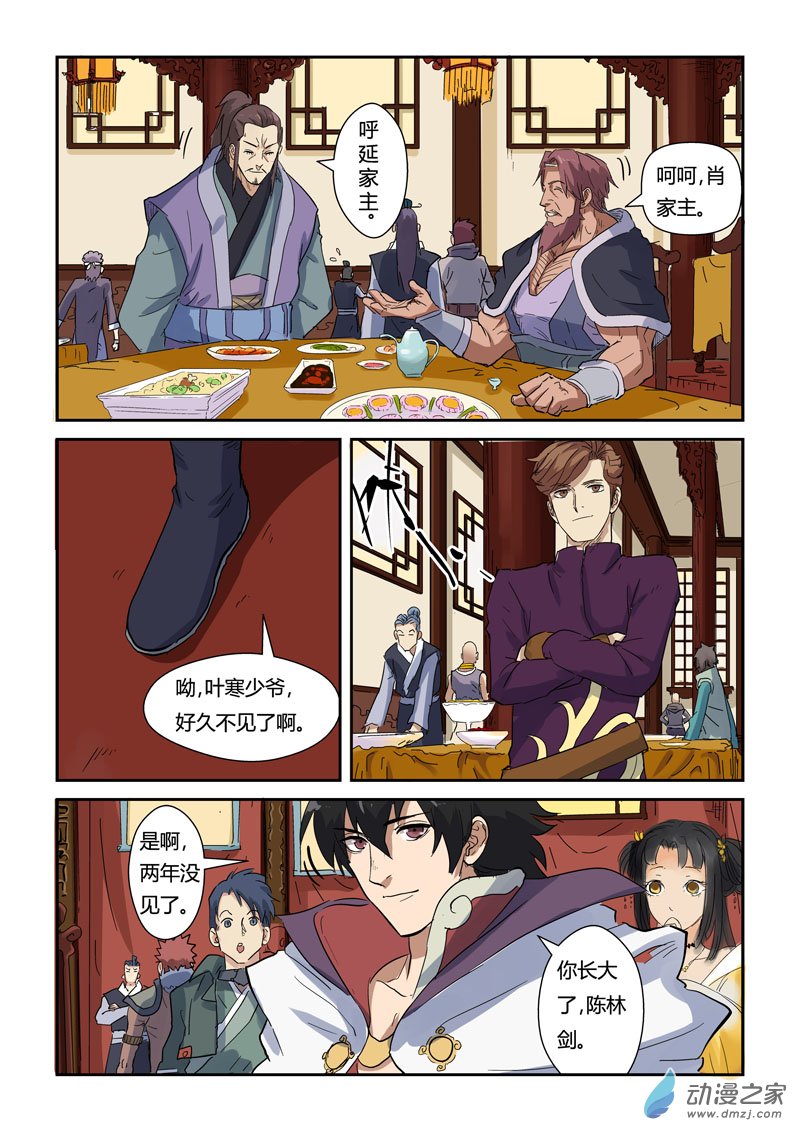 呼延家主。
呵呵,肖
家主。
呦,叶寒少爷,
好久不见了啊。
是啊,
两年没
见了。
你长大
了,陈林
剑。
动漫之家
www.dmzj.com